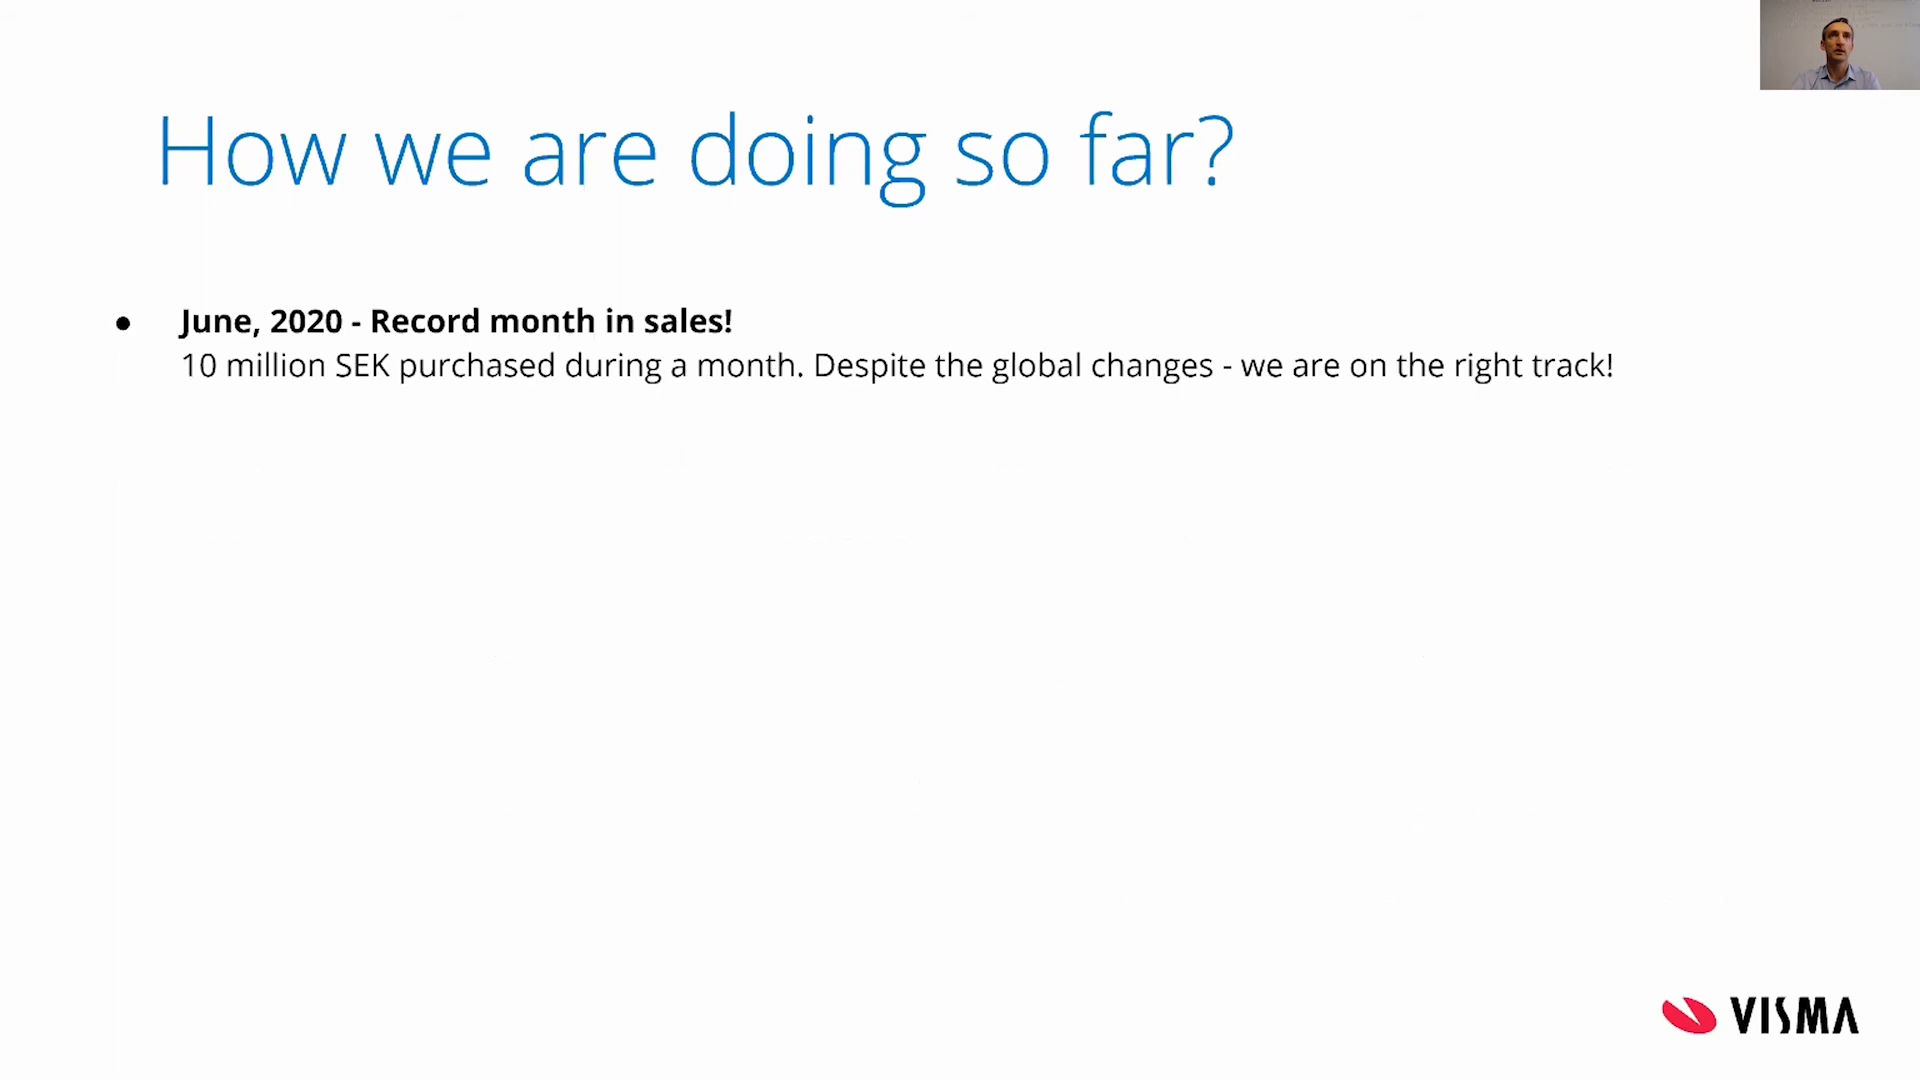 How we are doing so far?
● June, 2020 - Record month in sales!
10 million SEK purchased during a month. Despite the global changes - we are on the right track!
VISMA